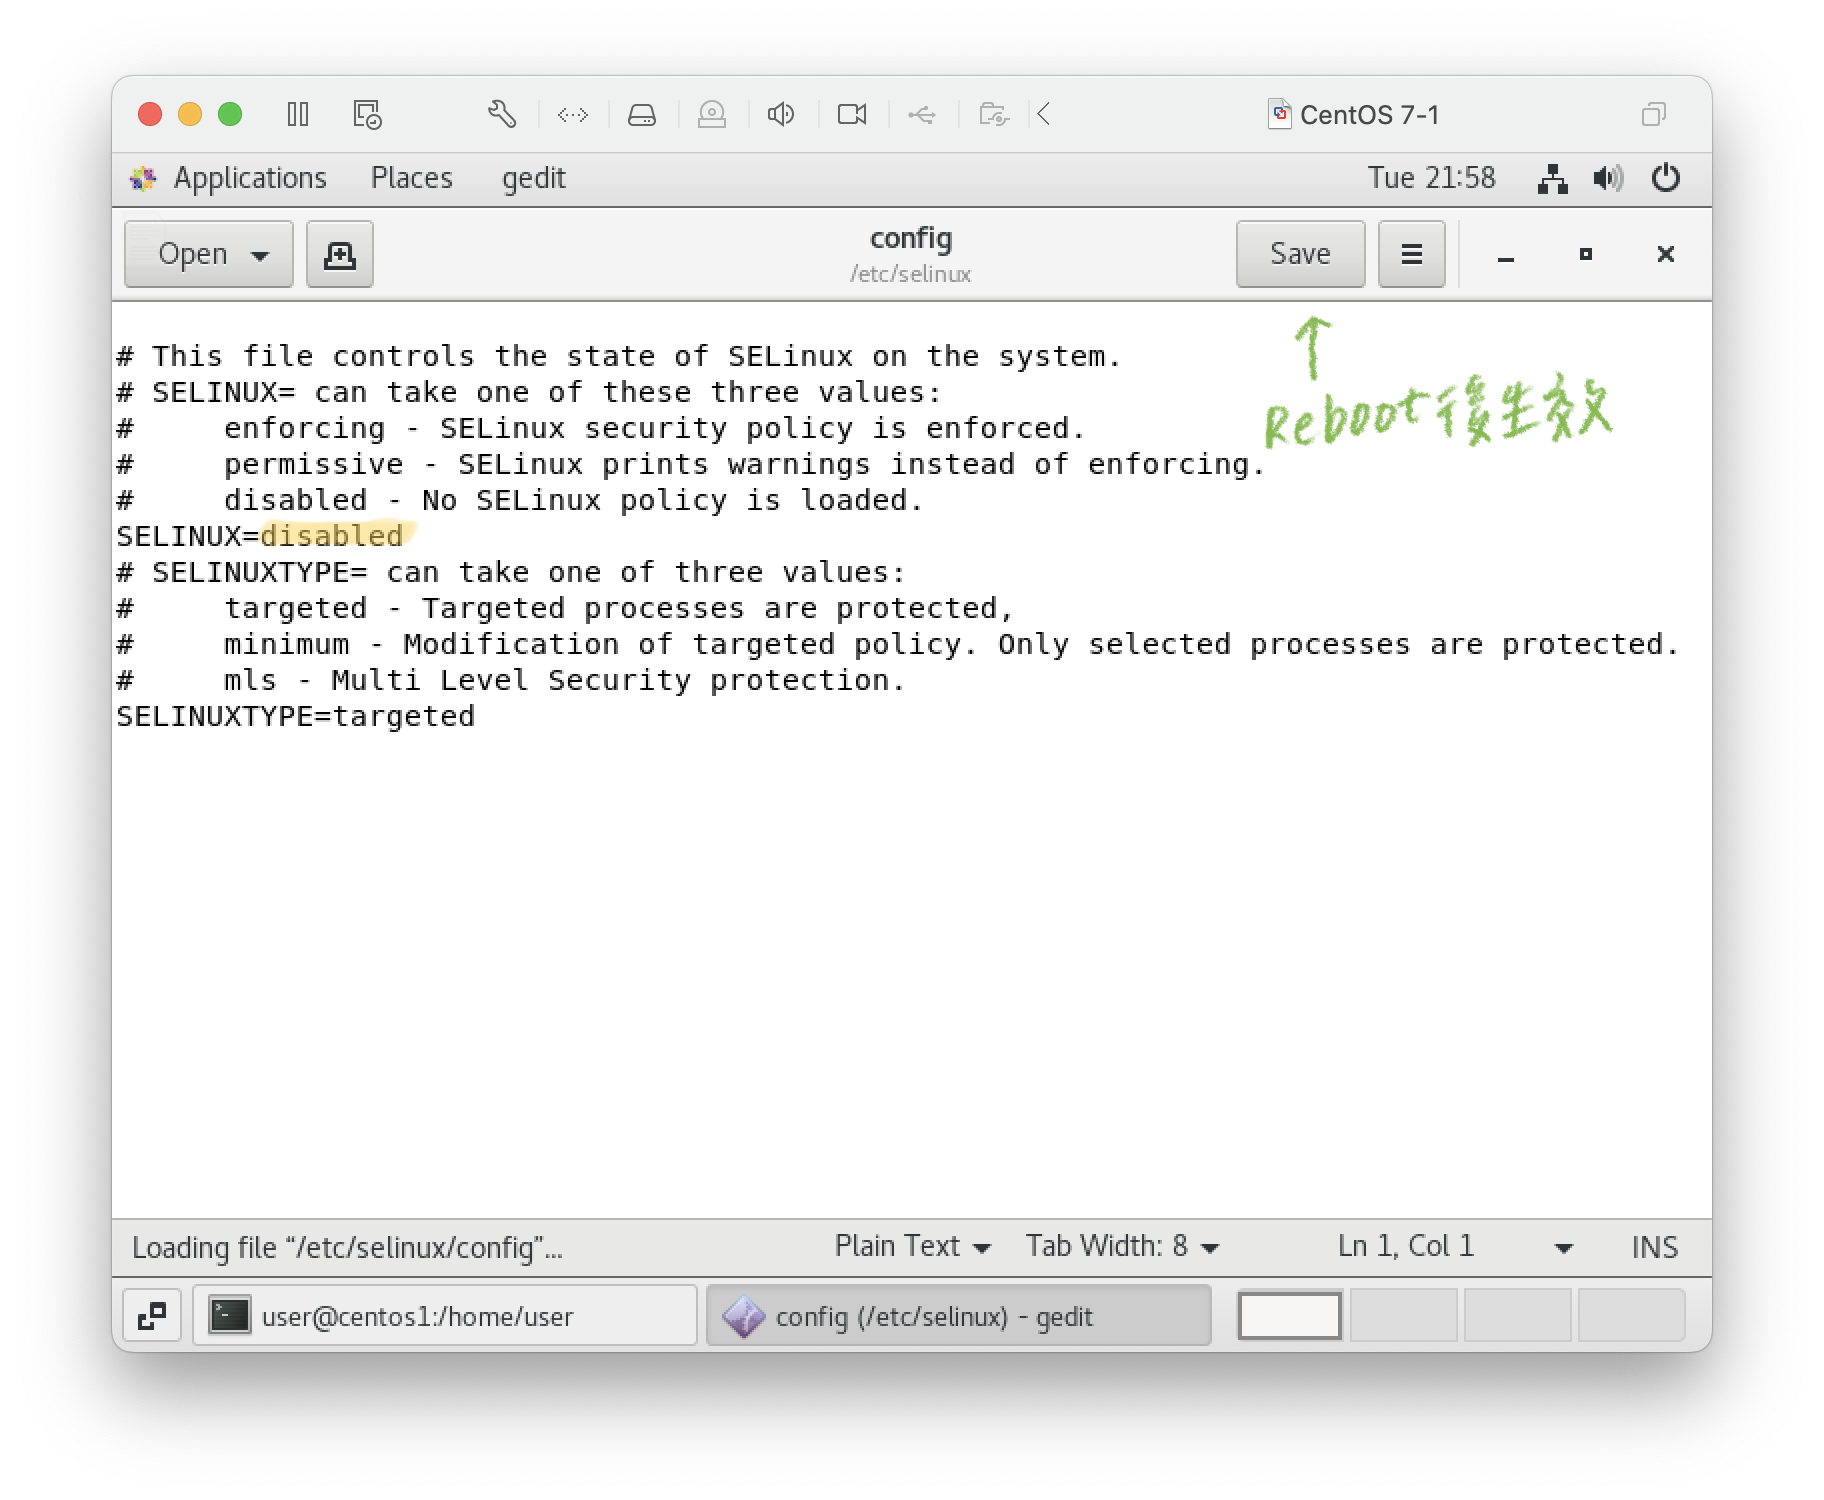 CentOS 7-1
Applications Places gedit Tue 21:58
Open config Save
/etc/selinux
# This file controls the state of SELinux on the system.
# SELINUX= can take one of these three values:
#     enforcing - SELinux security policy is enforced.
#     permissive - SELinux prints warnings instead of enforcing.
#     disabled - No SELinux policy is loaded.
SELINUX=disabled
# SELINUXTYPE= can take one of three values:
#     targeted - Targeted processes are protected,
#     minimum - Modification of targeted policy. Only selected processes are protected.
#     mls - Multi Level Security protection.
SELINUXTYPE=targeted
Reboot後生效
Loading file “/etc/selinux/config”... Plain Text Tab Width: 8 Ln 1, Col 1 INS
user@centos1:/home/user config (/etc/selinux) - gedit